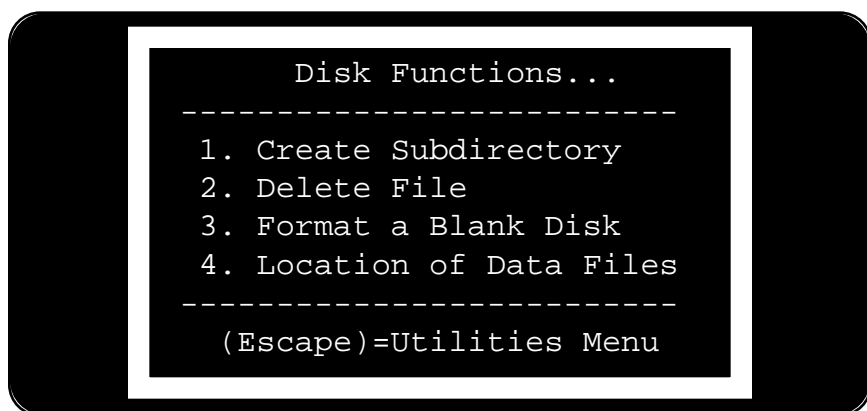 Disk Functions...
--------------------------
1. Create Subdirectory
2. Delete File
3. Format a Blank Disk
4. Location of Data Files
--------------------------
(Escape)=Utilities Menu